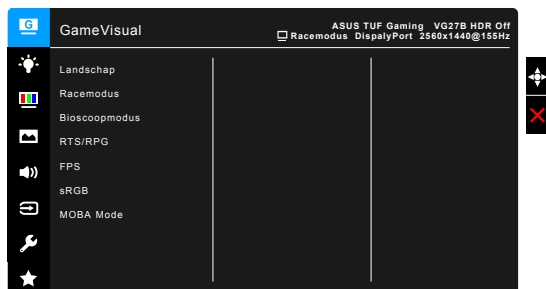 G
GameVisual
ASUS TUF Gaming VG27B HDR Off
Racemodus DispalyPort 2560x1440@155Hz
Landschap
Racemodus
Bioscoopmodus
RTS/RPG
FPS
sRGB
MOBA Mode